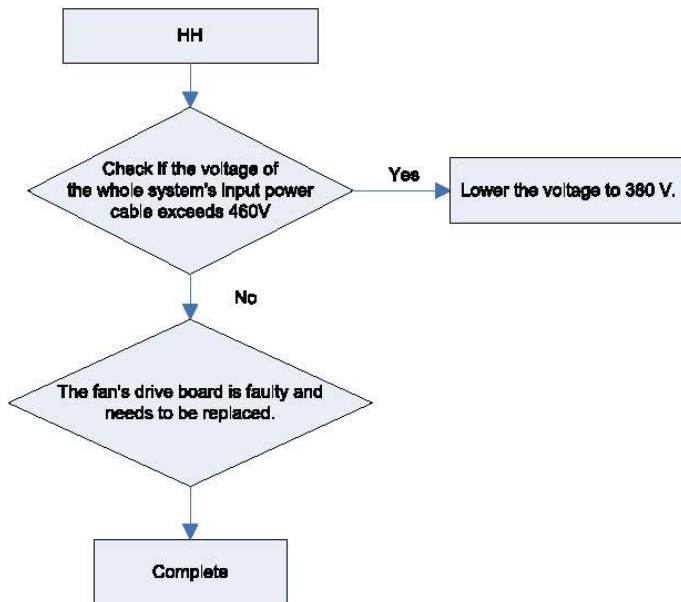 HH
Check if the voltage of
the whole system's input power
cable exceeds 460V
Yes
Lower the voltage to 380 V.
No
The fan's drive board is faulty and
needs to be replaced.
Complete